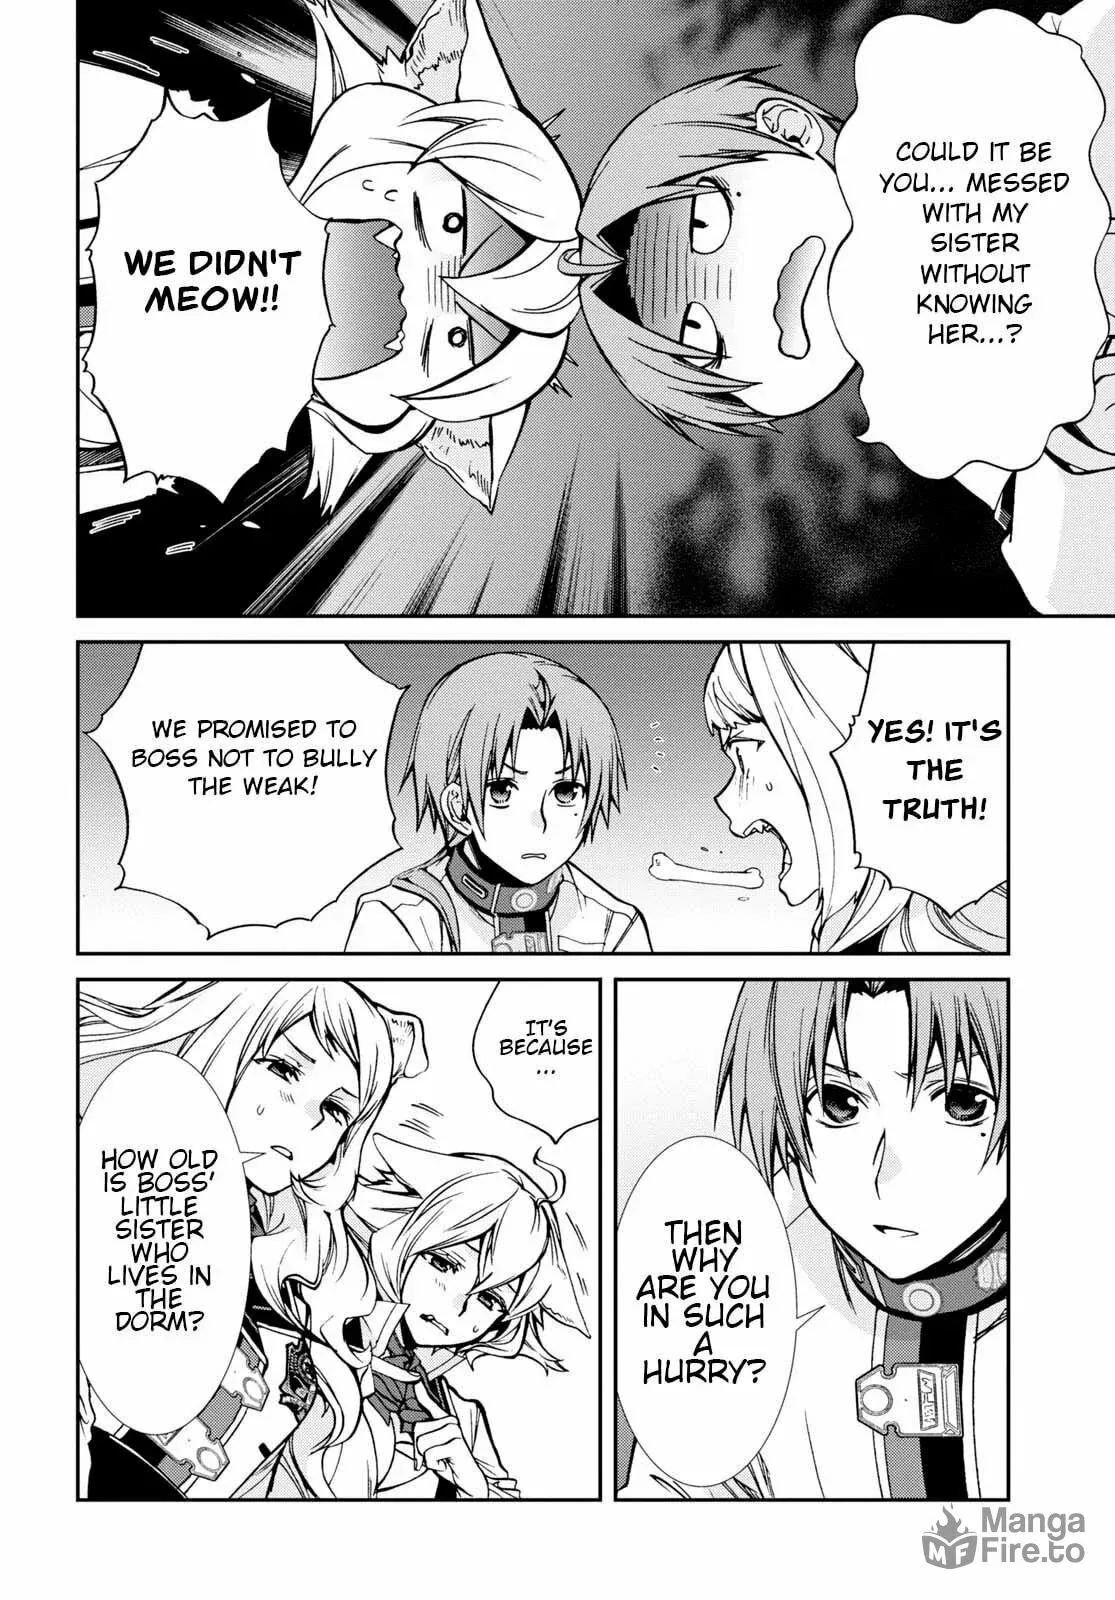 COULD IT BE
YOU... MESSED
WITH MY
SISTER
WITHOUT
KNOWING
HER...?
WE DIDN'T
MEOW!!
YES! IT'S
THE
TRUTH!
WE PROMISED TO
BOSS NOT TO BULLY
THE WEAK!
THEN
WHY
ARE YOU
IN SUCH
A
HURRY?
IT'S
BECAUSE
...
HOW OLD
IS BOSS'
LITTLE
SISTER
WHO
LIVES IN
THE
DORM?
MF
Manga
Fire.to